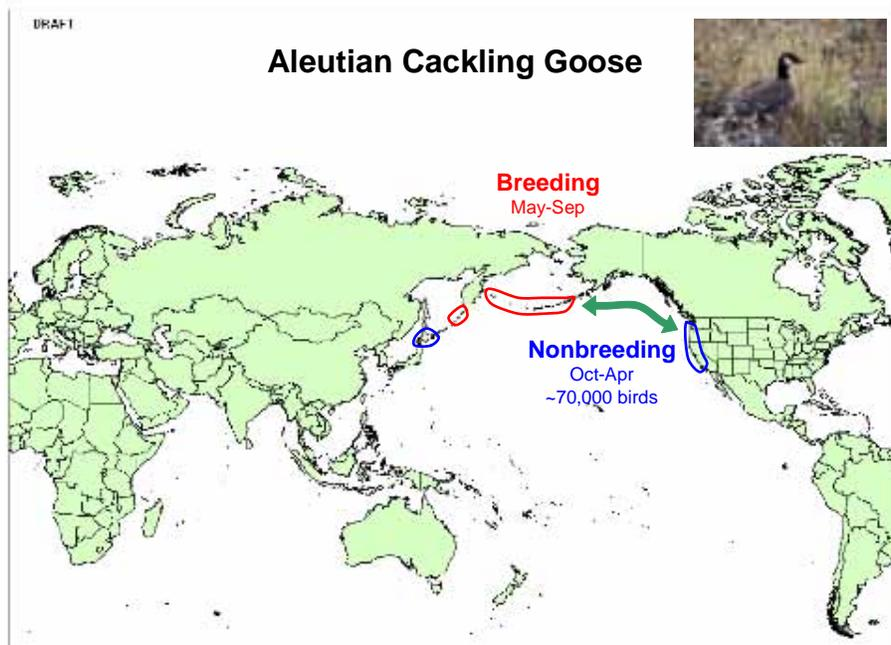 DRAFT
Aleutian Cackling Goose
Breeding
May-Sep
Nonbreeding
Oct-Apr
~70,000 birds